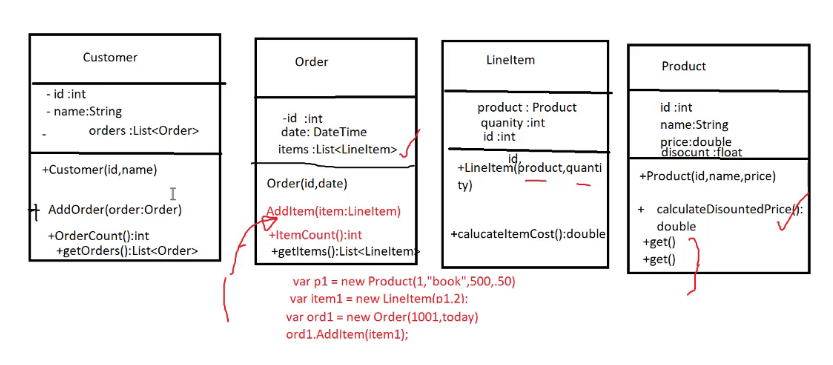 Customer
- id :int
- name:String
- orders :List<Order>
+Customer(id,name)
+ AddOrder(order:Order)
+OrderCount():int
+getOrders():List<Order>
Order
-id :int
date: DateTime
items :List<LineItem>
Order(id,date)
AddItem(item:LineItem)
+ItemCount():int
+getItems():List<LineItem>
LineItem
product : Product
qunatity :int
id :int
id,
+LineItem(product,quanti
ty)
+calucateItemCost():double
Product
id :int
name:String
price:double
disocunt :float
+Product(id,name,price)
+ calculateDisountedPrice():
double
+get()
+get()
var p1 = new Product(1,"book",500,.50)
var item1 = new LineItem(p1,2);
var ord1 = new Order(1001,today)
ord1.AddItem(item1);